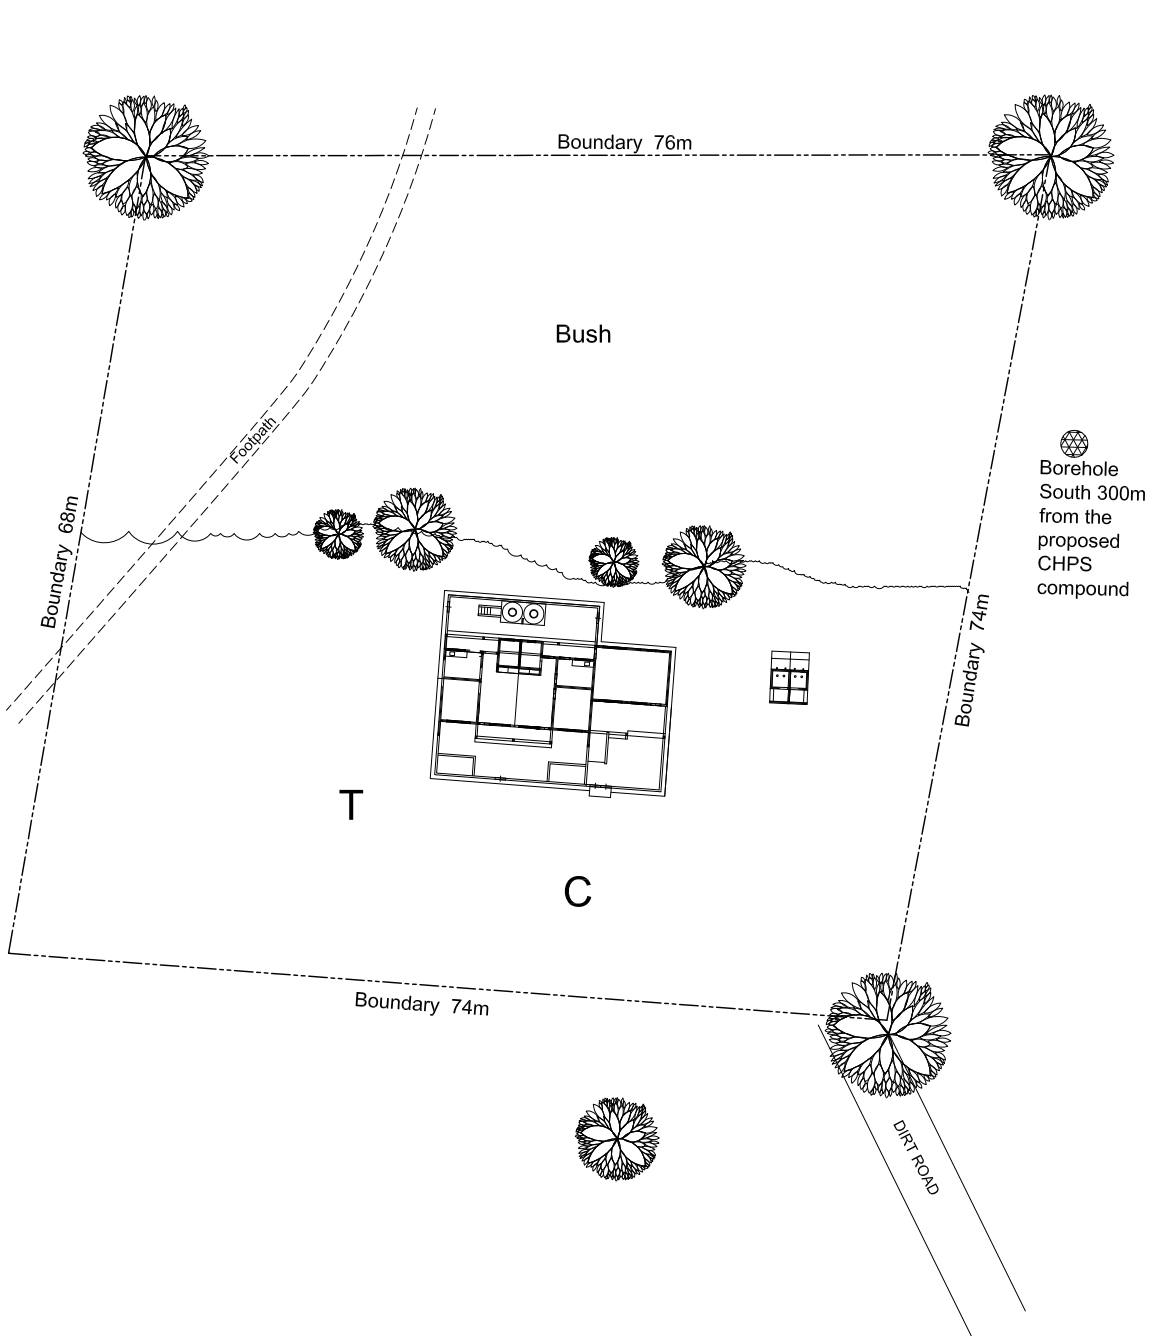 Boundary 76m
Bush
Footpath
Borehole
South 300m
from the
proposed
CHPS
compound
Boundary 68m
Boundary 74m
T
C
Boundary 74m
DIRT ROAD